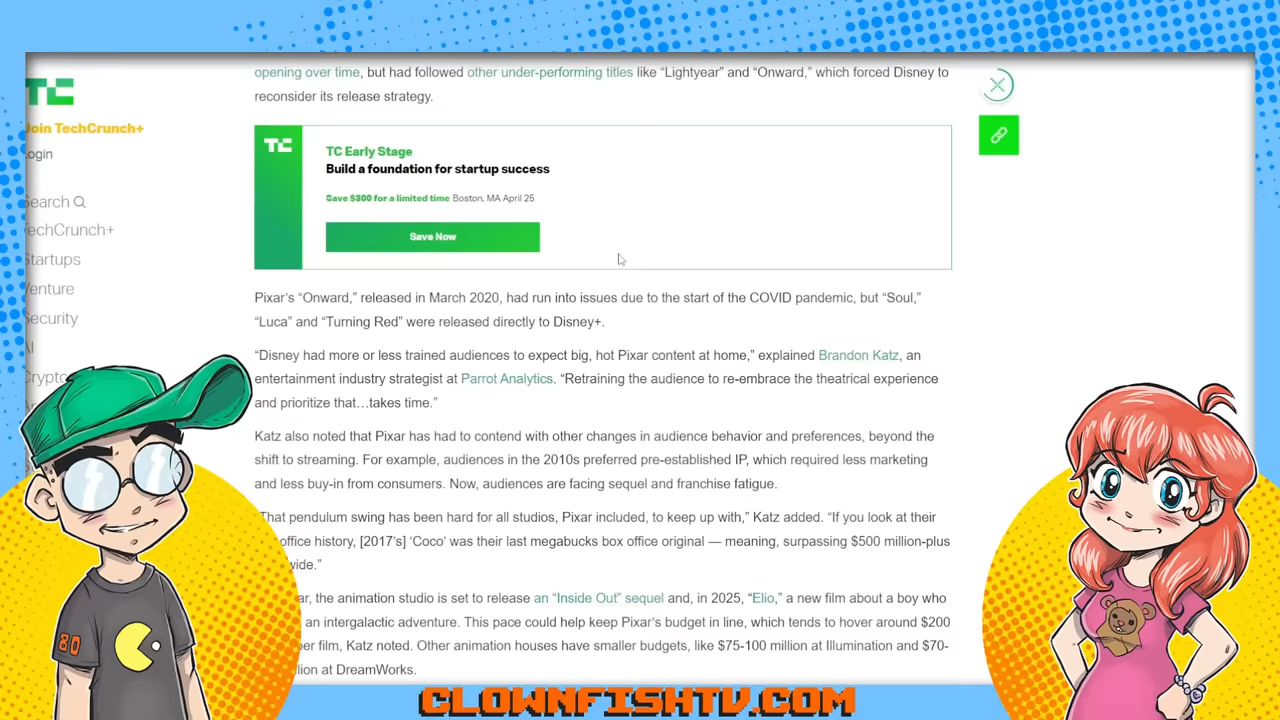 opening over time, but had followed other under-performing titles like “Lightyear” and “Onward,” which forced Disney to
reconsider its release strategy.
TC
Join TechCrunch+
ogin
earch
echCrunch+
tartups
enture
ecurity
AI
Crypto
TC
TC Early Stage
Build a foundation for startup success
Save $300 for a limited time Boston, MA April 25
Save Now
Pixar’s “Onward,” released in March 2020, had run into issues due to the start of the COVID pandemic, but “Soul,”
“Luca” and “Turning Red” were released directly to Disney+.
“Disney had more or less trained audiences to expect big, hot Pixar content at home,” explained Brandon Katz, an
entertainment industry strategist at Parrot Analytics. “Retraining the audience to re-embrace the theatrical experience
and prioritize that…takes time.”
Katz also noted that Pixar has had to contend with other changes in audience behavior and preferences, beyond the
shift to streaming. For example, audiences in the 2010s preferred pre-established IP, which required less marketing
and less buy-in from consumers. Now, audiences are facing sequel and franchise fatigue.
“That pendulum swing has been hard for all studios, Pixar included, to keep up with,” Katz added. “If you look at their
office history, [2017’s] ‘Coco’ was their last megabucks box office original — meaning, surpassing $500 million-plus
wide.”
ar, the animation studio is set to release an “Inside Out” sequel and, in 2025, “Elio,” a new film about a boy who
an intergalactic adventure. This pace could help keep Pixar’s budget in line, which tends to hover around $200
per film, Katz noted. Other animation houses have smaller budgets, like $75-100 million at Illumination and $70-
llion at DreamWorks.
80
CLOWNFISHTV.COM